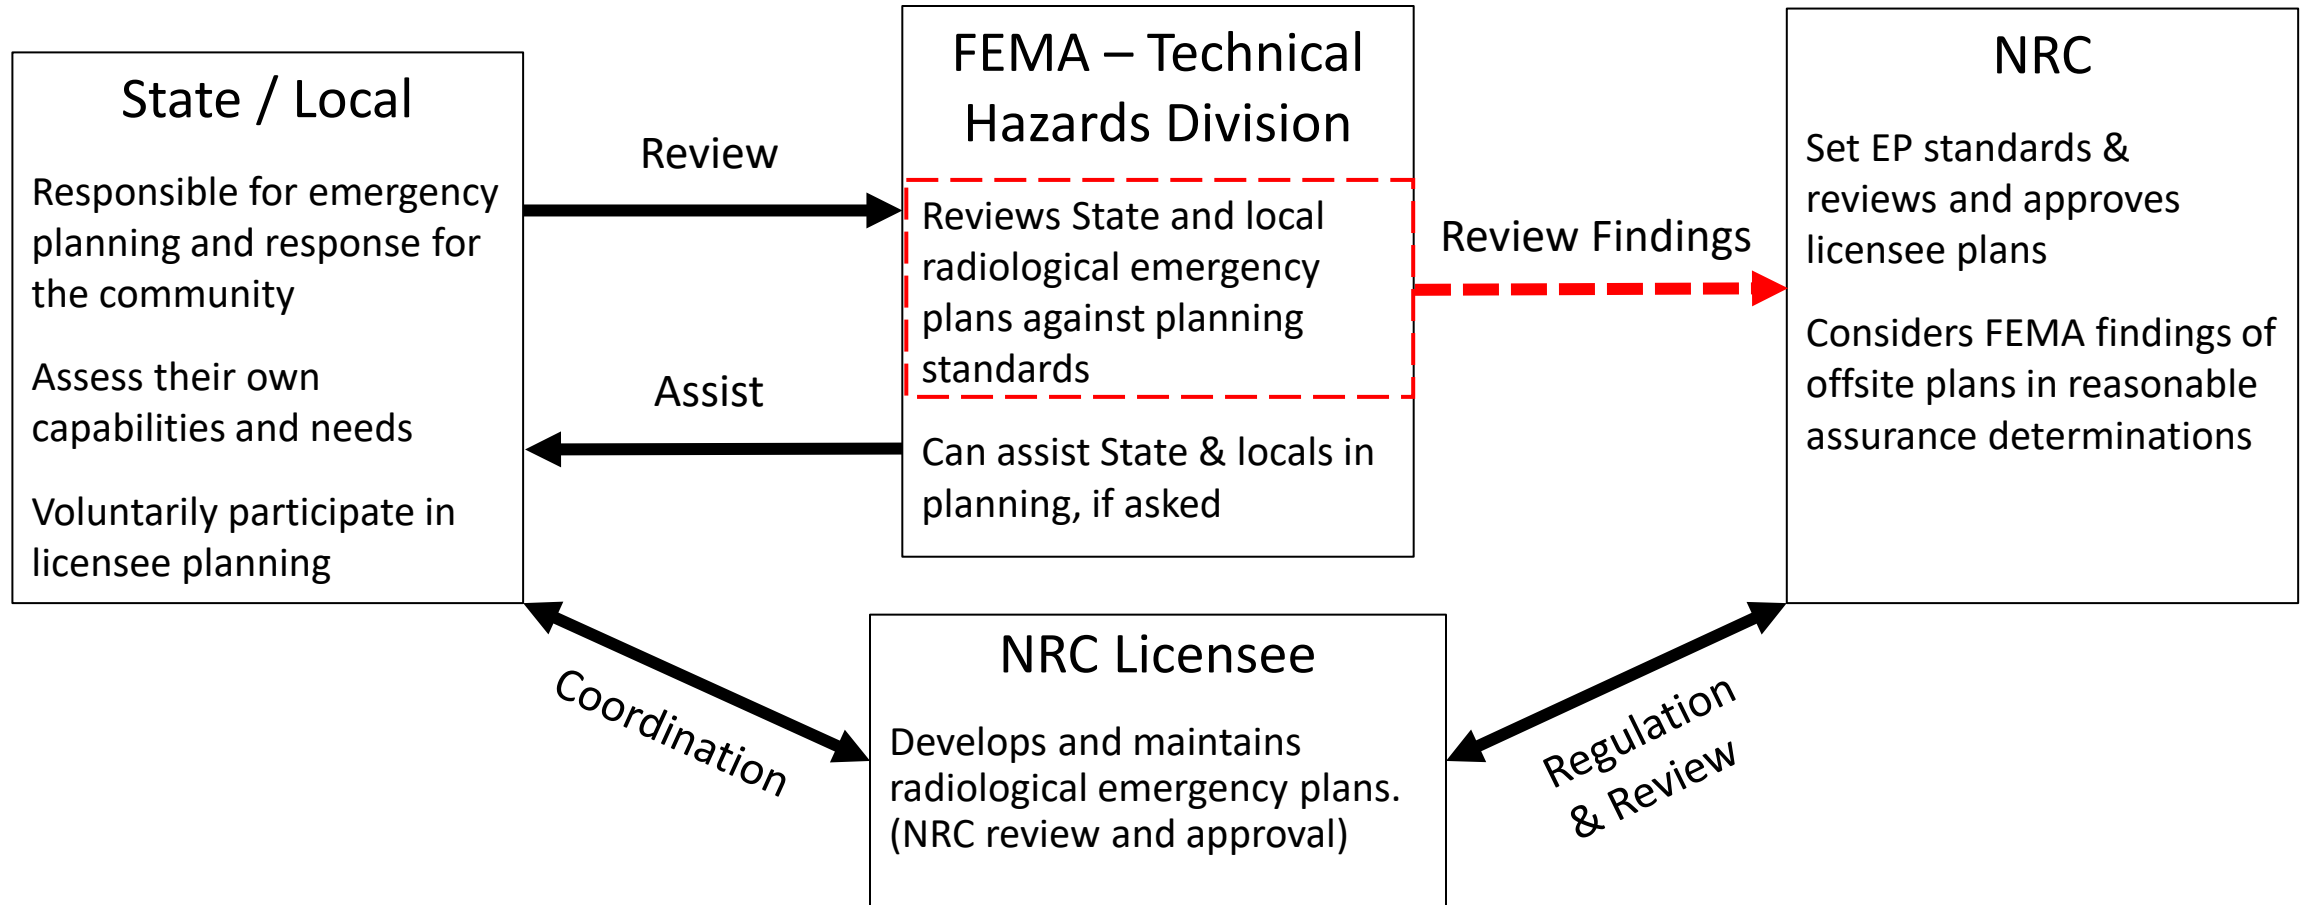 State / Local
Responsible for emergency
planning and response for
the community
Assess their own
capabilities and needs
Voluntarily participate in
licensee planning
Review
Assist
FEMA – Technical
Hazards Division
Reviews State and local
radiological emergency
plans against planning
standards
Can assist State & locals in
planning, if asked
Review Findings
NRC
Set EP standards &
reviews and approves
licensee plans
Considers FEMA findings of
offsite plans in reasonable
assurance determinations
Coordination
NRC Licensee
Develops and maintains
radiological emergency plans.
(NRC review and approval)
Regulation
& Review